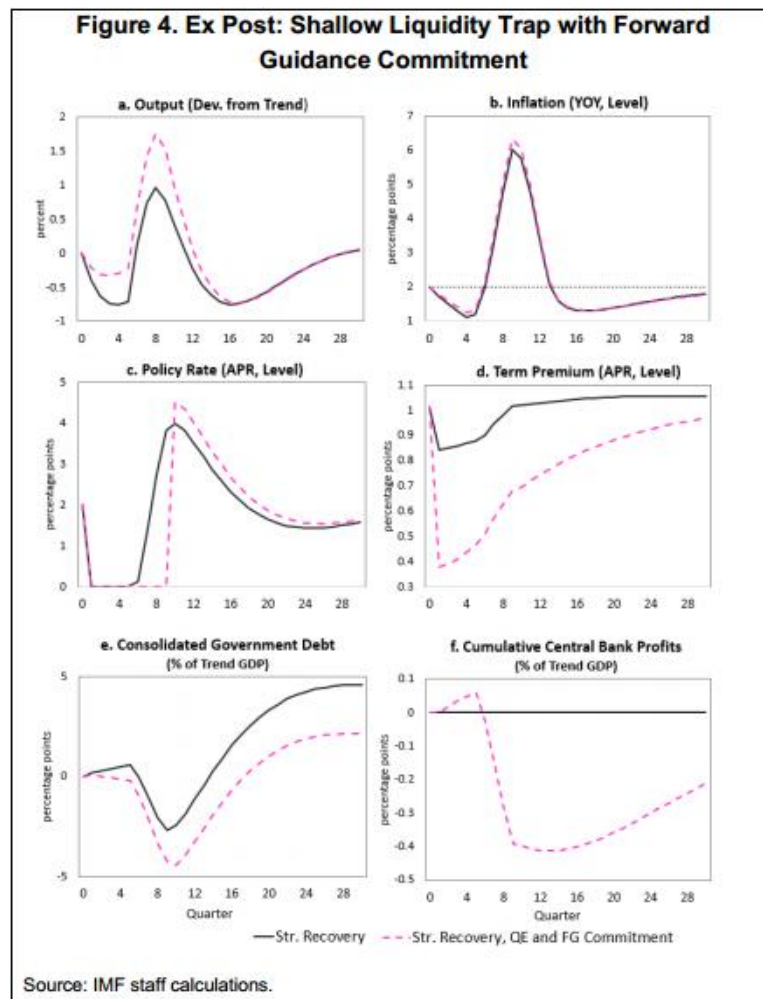 Figure 4. Ex Post: Shallow Liquidity Trap with Forward
Guidance Commitment
a. Output (Dev. from Trend)
2
1.5
1
0.5
0
-0.5
-1
percent
0 4 8 12 16 20 24 28
b. Inflation (YOY, Level)
7
6
5
4
3
2
1
percentage points
0 4 8 12 16 20 24 28
c. Policy Rate (APR, Level)
5
4
3
2
1
0
percentage points
0 4 8 12 16 20 24 28
d. Term Premium (APR, Level)
1.1
1
0.9
0.8
0.7
0.6
0.5
0.4
0.3
percentage points
0 4 8 12 16 20 24 28
e. Consolidated Government Debt
(% of Trend GDP)
5
0
-5
percentage points
0 4 8 12 16 20 24 28
Quarter
f. Cumulative Central Bank Profits
(% of Trend GDP)
0.1
0
-0.1
-0.2
-0.3
-0.4
-0.5
percentage points
0 4 8 12 16 20 24 28
Quarter
Str. Recovery
Str. Recovery, QE and FG Commitment
Source: IMF staff calculations.